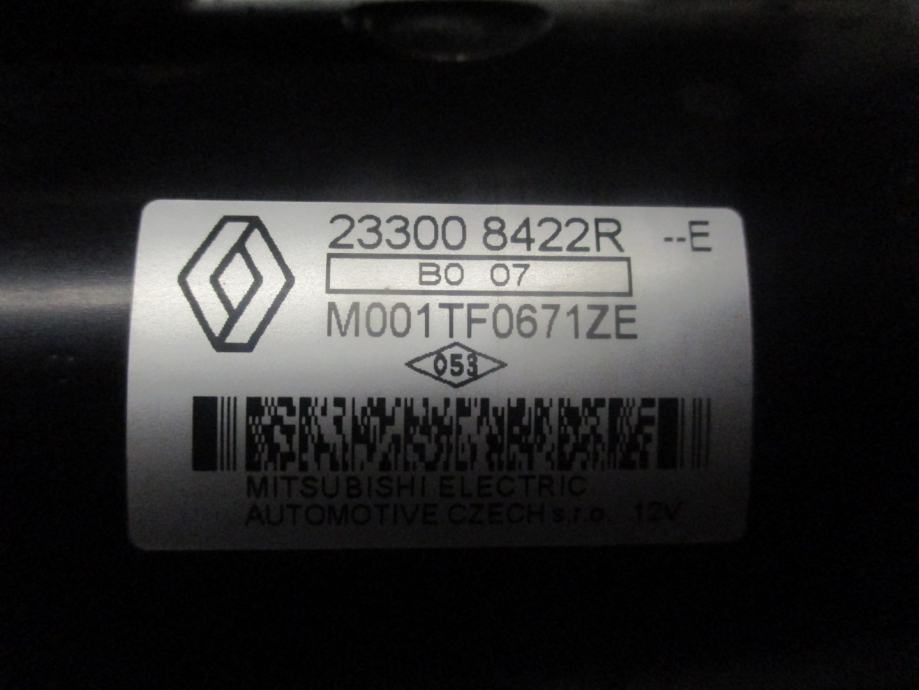 23300 8422R --E
B0 07
M001TF0671ZE
053
MITSUBISHI ELECTRIC
AUTOMOTIVE CZECH s.r.o. 12V